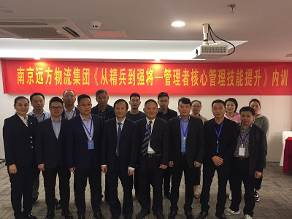 南京远方物流集团《从精兵到强将—管理者核心管理技能提升》内训